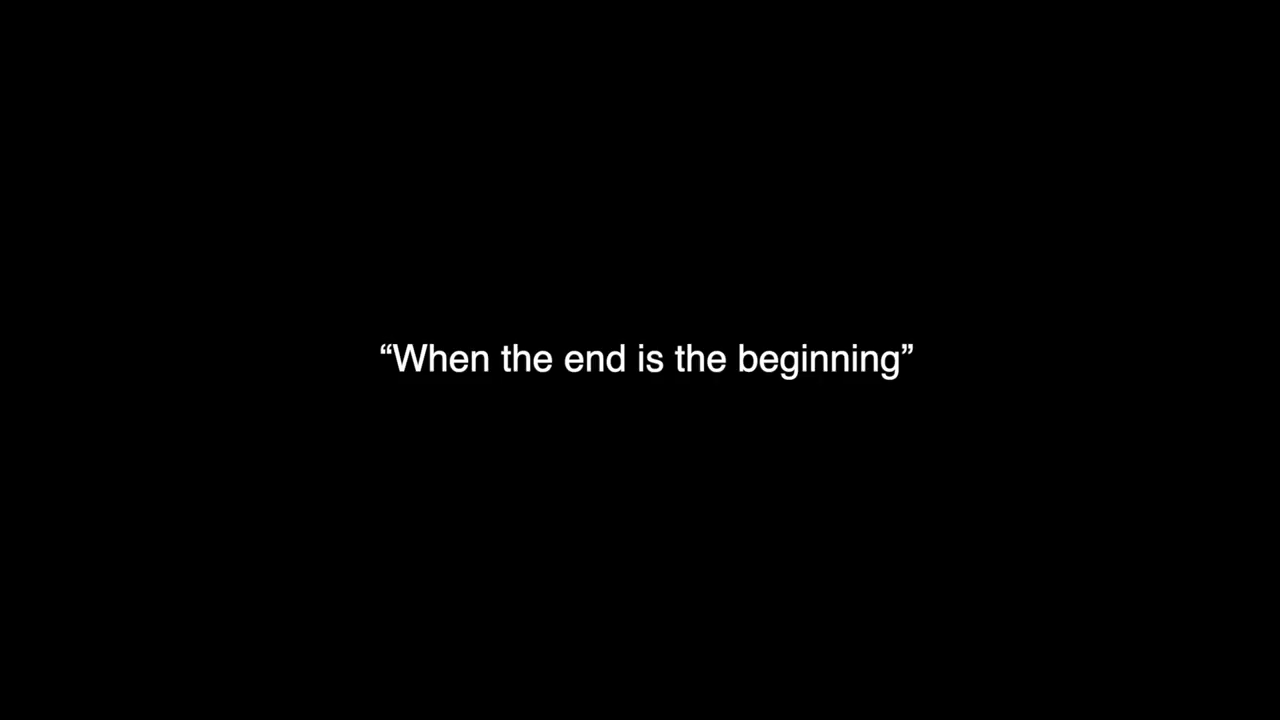 “When the end is the beginning”